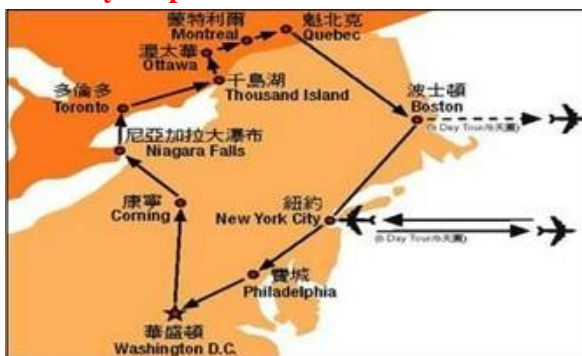 蒙特利爾
Montreal
魁北克
Quebec
渥太華
Ottawa
千島湖
Thousand Island
多倫多
Toronto
波士頓
Boston
尼亞加拉大瀑布
Niagara Falls
康寧
Corning
紐約
New York City
費城
Philadelphia
華盛頓
Washington D.C.